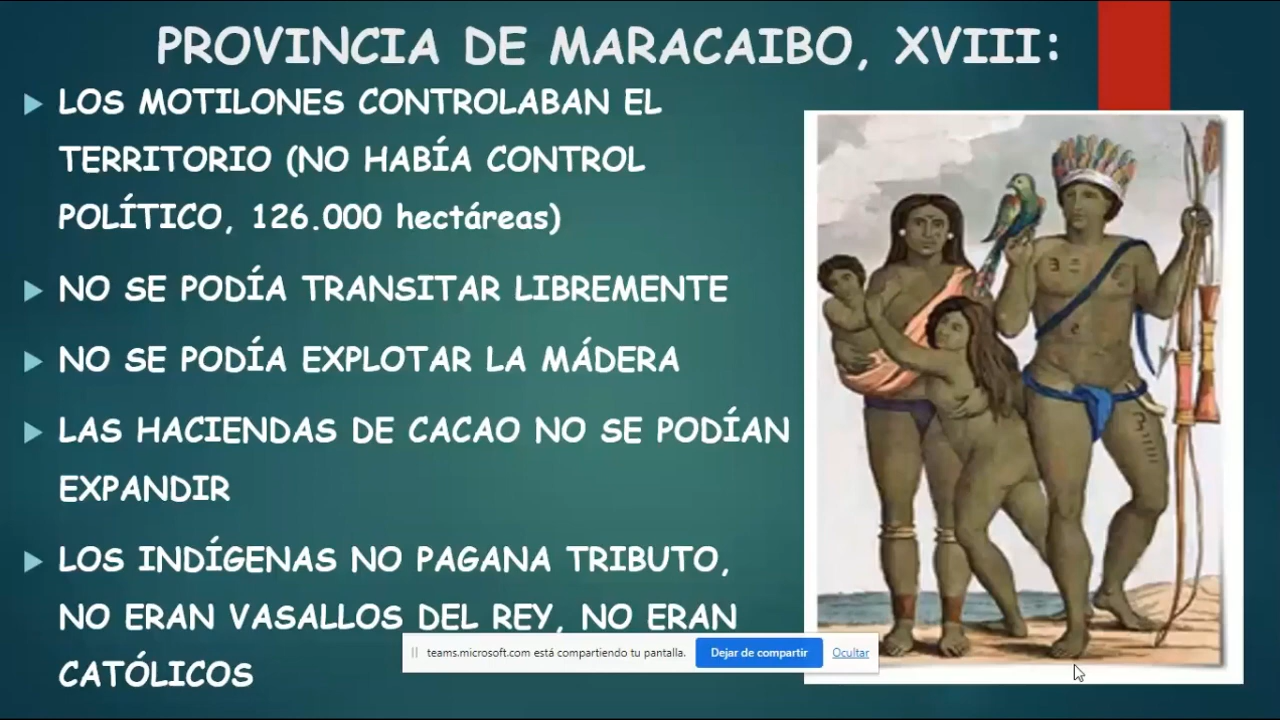 PROVINCIA DE MARACAIBO, XVIII:
LOS MOTILONES CONTROLABAN EL
TERRITORIO (NO HABÍA CONTROL
POLÍTICO, 126.000 hectáreas)
NO SE PODÍA TRANSITAR LIBREMENTE
NO SE PODÍA EXPLOTAR LA MÁDERA
LAS HACIENDAS DE CACAO NO SE PODÍAN
EXPANDIR
LOS INDÍGENAS NO PAGANA TRIBUTO,
NO ERAN VASALLOS DEL REY, NO ERAN
CATÓLICOS
teams.microsoft.com está compartiendo tu pantalla.
Dejar de compartir
Ocultar